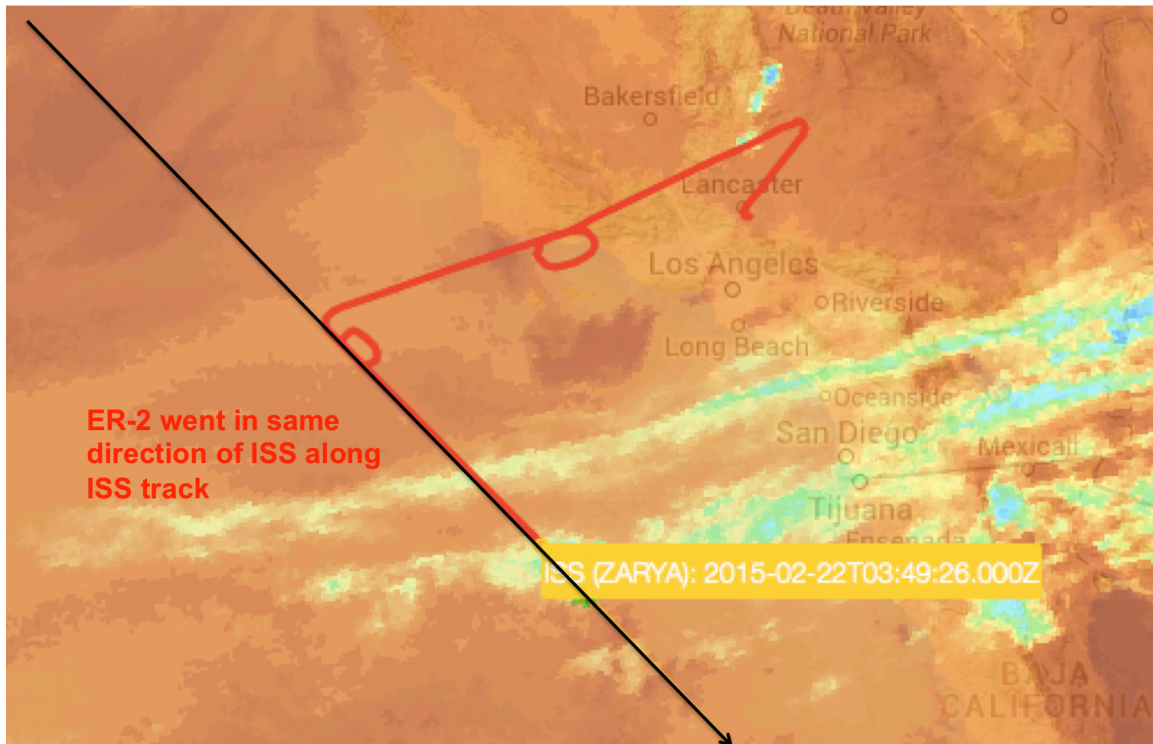 Death Valley
National Park
Bakersfield
Lancaster
Los Angeles
Riverside
Long Beach
ER-2 went in same
direction of ISS along
ISS track
Oceanside
San Diego
Mexicali
Tijuana
Ensenada
ISS (ZARYA): 2015-02-22T03:49:26.000Z
BAJA
CALIFORNIA